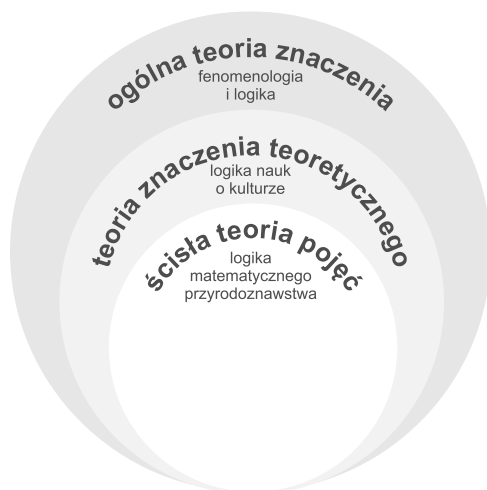 ogólna teoria znaczenia
fenomenologia
i logika
teoria znaczenia teoretycznego
logika nauk
o kulturze
ścisła teoria pojęć
logika
matematycznego
przyrodoznawstwa